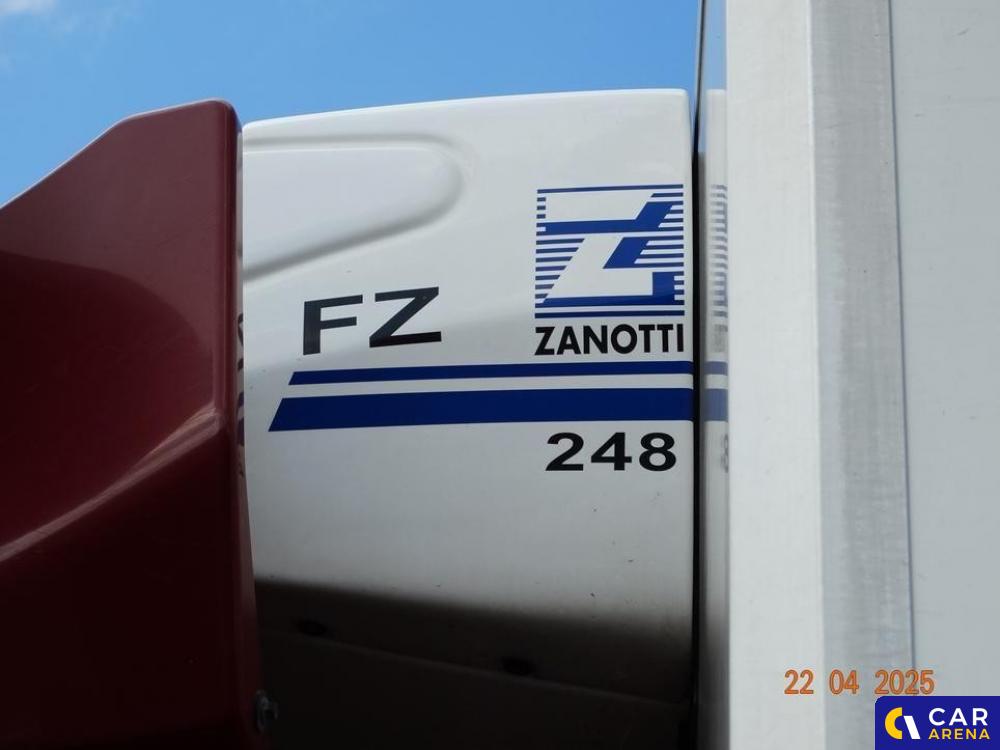 FZ
ZANOTTI
248
22 04 2025
CAR
ARENA